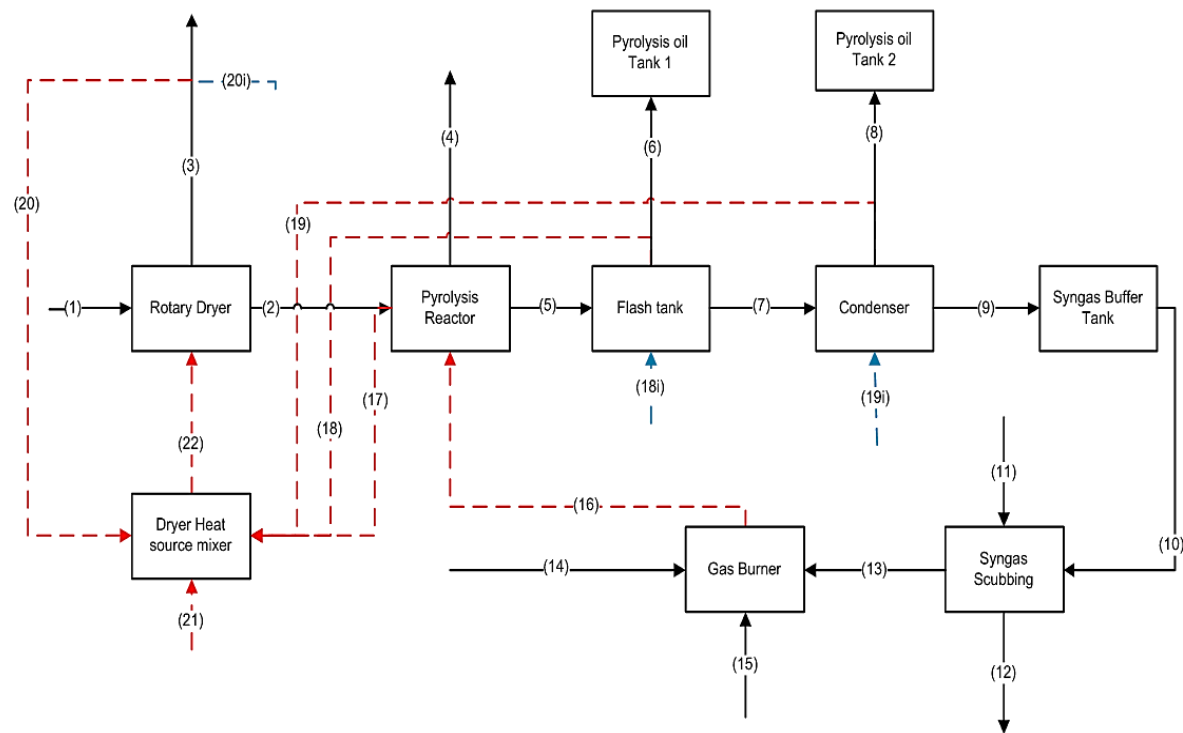 Pyrolysis oil
Tank 1
Pyrolysis oil
Tank 2
(20i)
(4)
(6)
(8)
(3)
(20)
(19)
(18)
(1)
Rotary Dryer
(2)
Pyrolysis
Reactor
(5)
Flash tank
(7)
Condenser
(9)
Syngas Buffer
Tank
(17)
(18i)
(19i)
(22)
(11)
(16)
Dryer Heat
source mixer
(14)
Gas Burner
(13)
Syngas
Scubbing
(10)
(21)
(15)
(12)